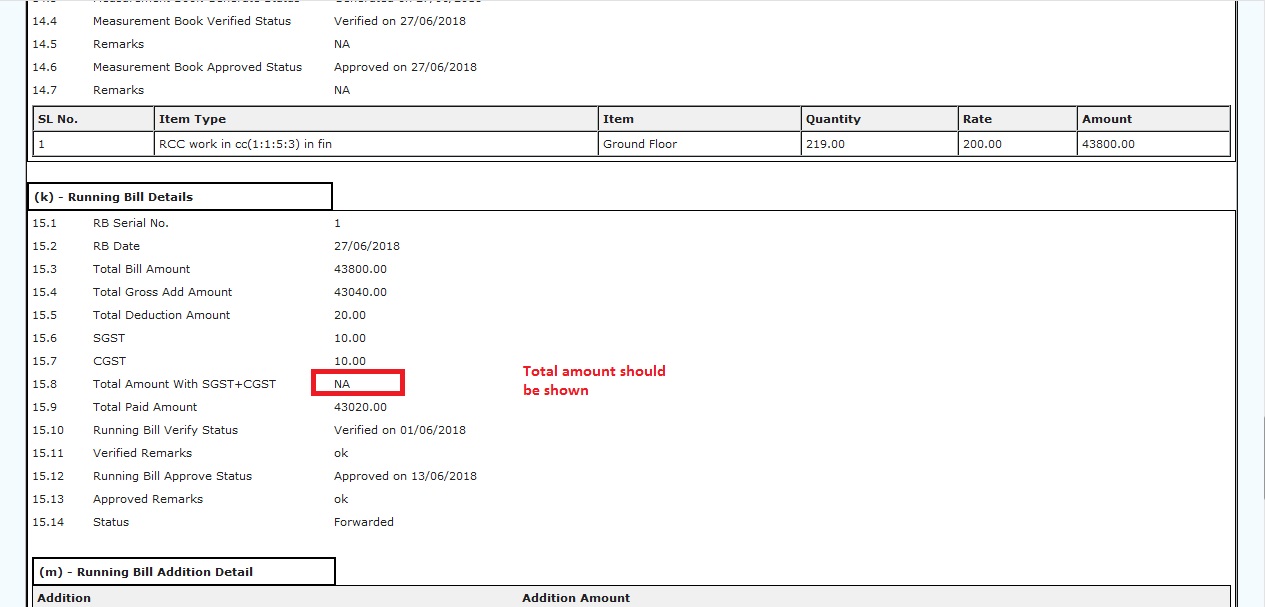 14.4 Measurement Book Verified Status Verified on 27/06/2018
14.5 Remarks NA
14.6 Measurement Book Approved Status Approved on 27/06/2018
14.7 Remarks NA
SL No. Item Type Item Quantity Rate Amount
1 RCC work in cc(1:1:5:3) in fin Ground Floor 219.00 200.00 43800.00
(k) - Running Bill Details
15.1 RB Serial No. 1
15.2 RB Date 27/06/2018
15.3 Total Bill Amount 43800.00
15.4 Total Gross Add Amount 43040.00
15.5 Total Deduction Amount 20.00
15.6 SGST 10.00
15.7 CGST 10.00
15.8 Total Amount With SGST+CGST NA
Total amount should
be shown
15.9 Total Paid Amount 43020.00
15.10 Running Bill Verify Status Verified on 01/06/2018
15.11 Verified Remarks ok
15.12 Running Bill Approve Status Approved on 13/06/2018
15.13 Approved Remarks ok
15.14 Status Forwarded
(m) - Running Bill Addition Detail
Addition Addition Amount